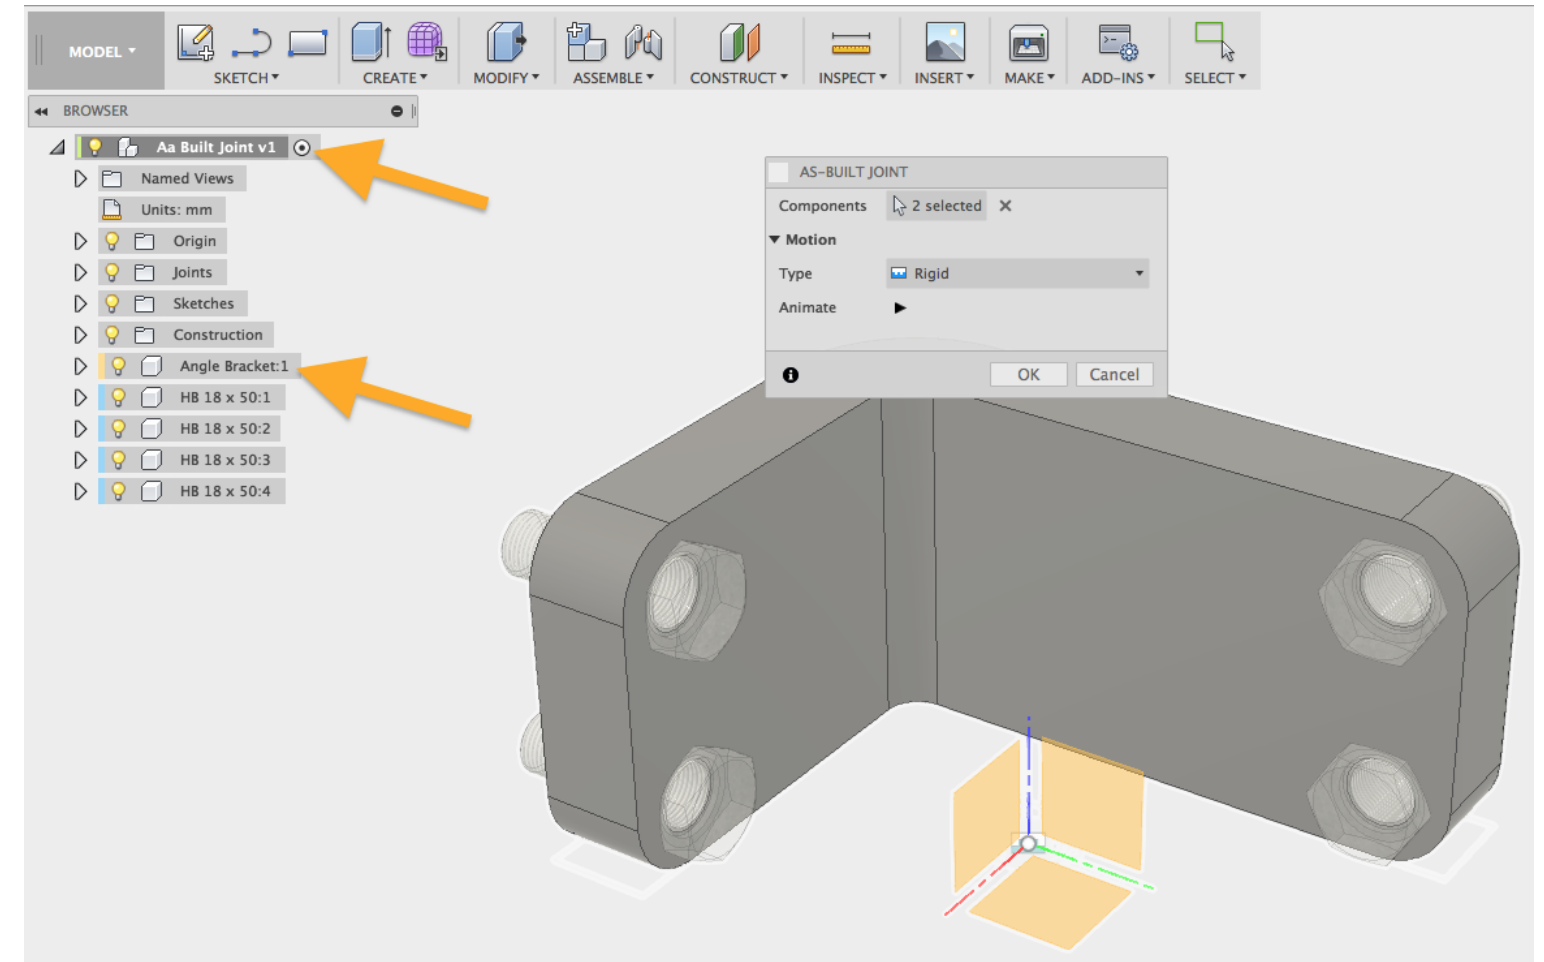 MODEL
SKETCH
CREATE
MODIFY
ASSEMBLE
CONSTRUCT
INSPECT
INSERT
MAKE
ADD-INS
SELECT
BROWSER
Aa Built Joint v1
Named Views
Units: mm
Origin
Joints
Sketches
Construction
Angle Bracket:1
HB 18 x 50:1
HB 18 x 50:2
HB 18 x 50:3
HB 18 x 50:4
AS-BUILT JOINT
Components 2 selected
Motion
Type Rigid
Animate
OK Cancel